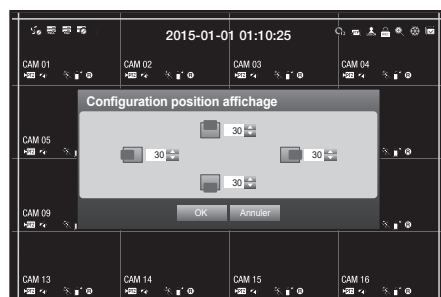 2015-01-01 01:10:25
CAM 01
CAM 02
CAM 03
CAM 04
Configuration position affichage
30
CAM 05
30
30
30
CAM 09
OK
Annuler
CAM 13
CAM 14
CAM 15
CAM 16